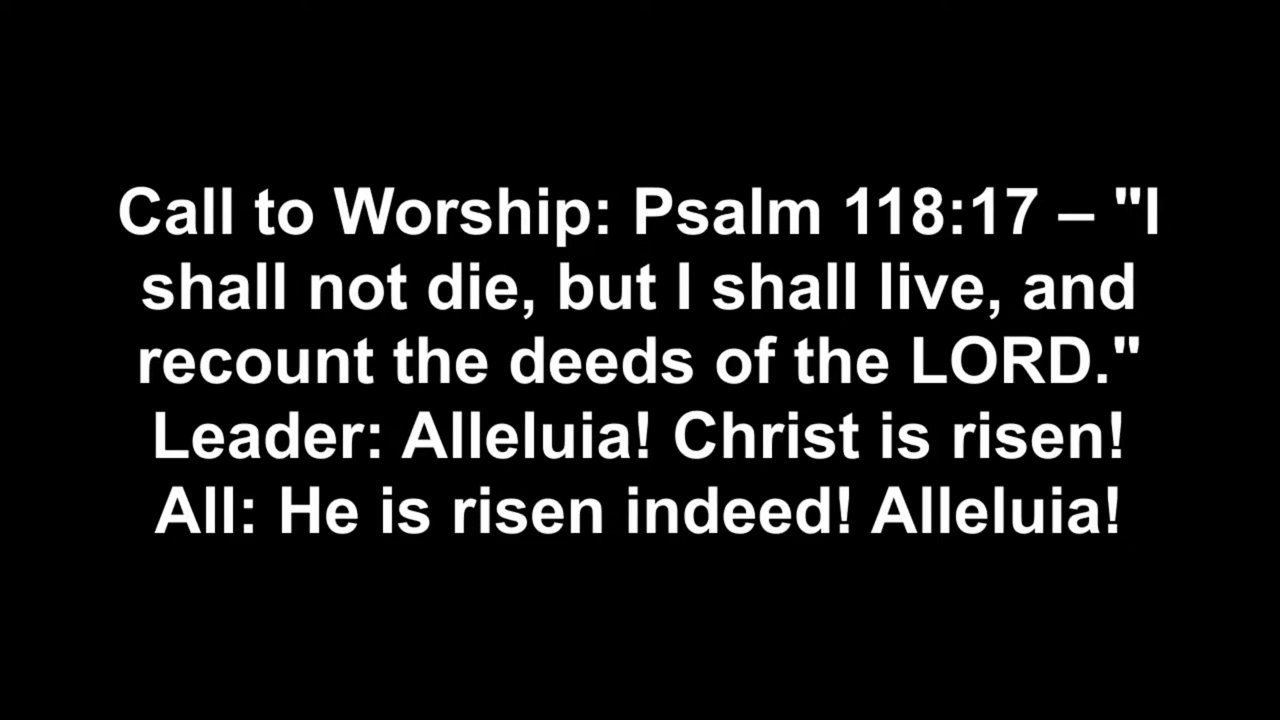 Call to Worship: Psalm 118:17 – "I
shall not die, but I shall live, and
recount the deeds of the LORD."
Leader: Alleluia! Christ is risen!
All: He is risen indeed! Alleluia!